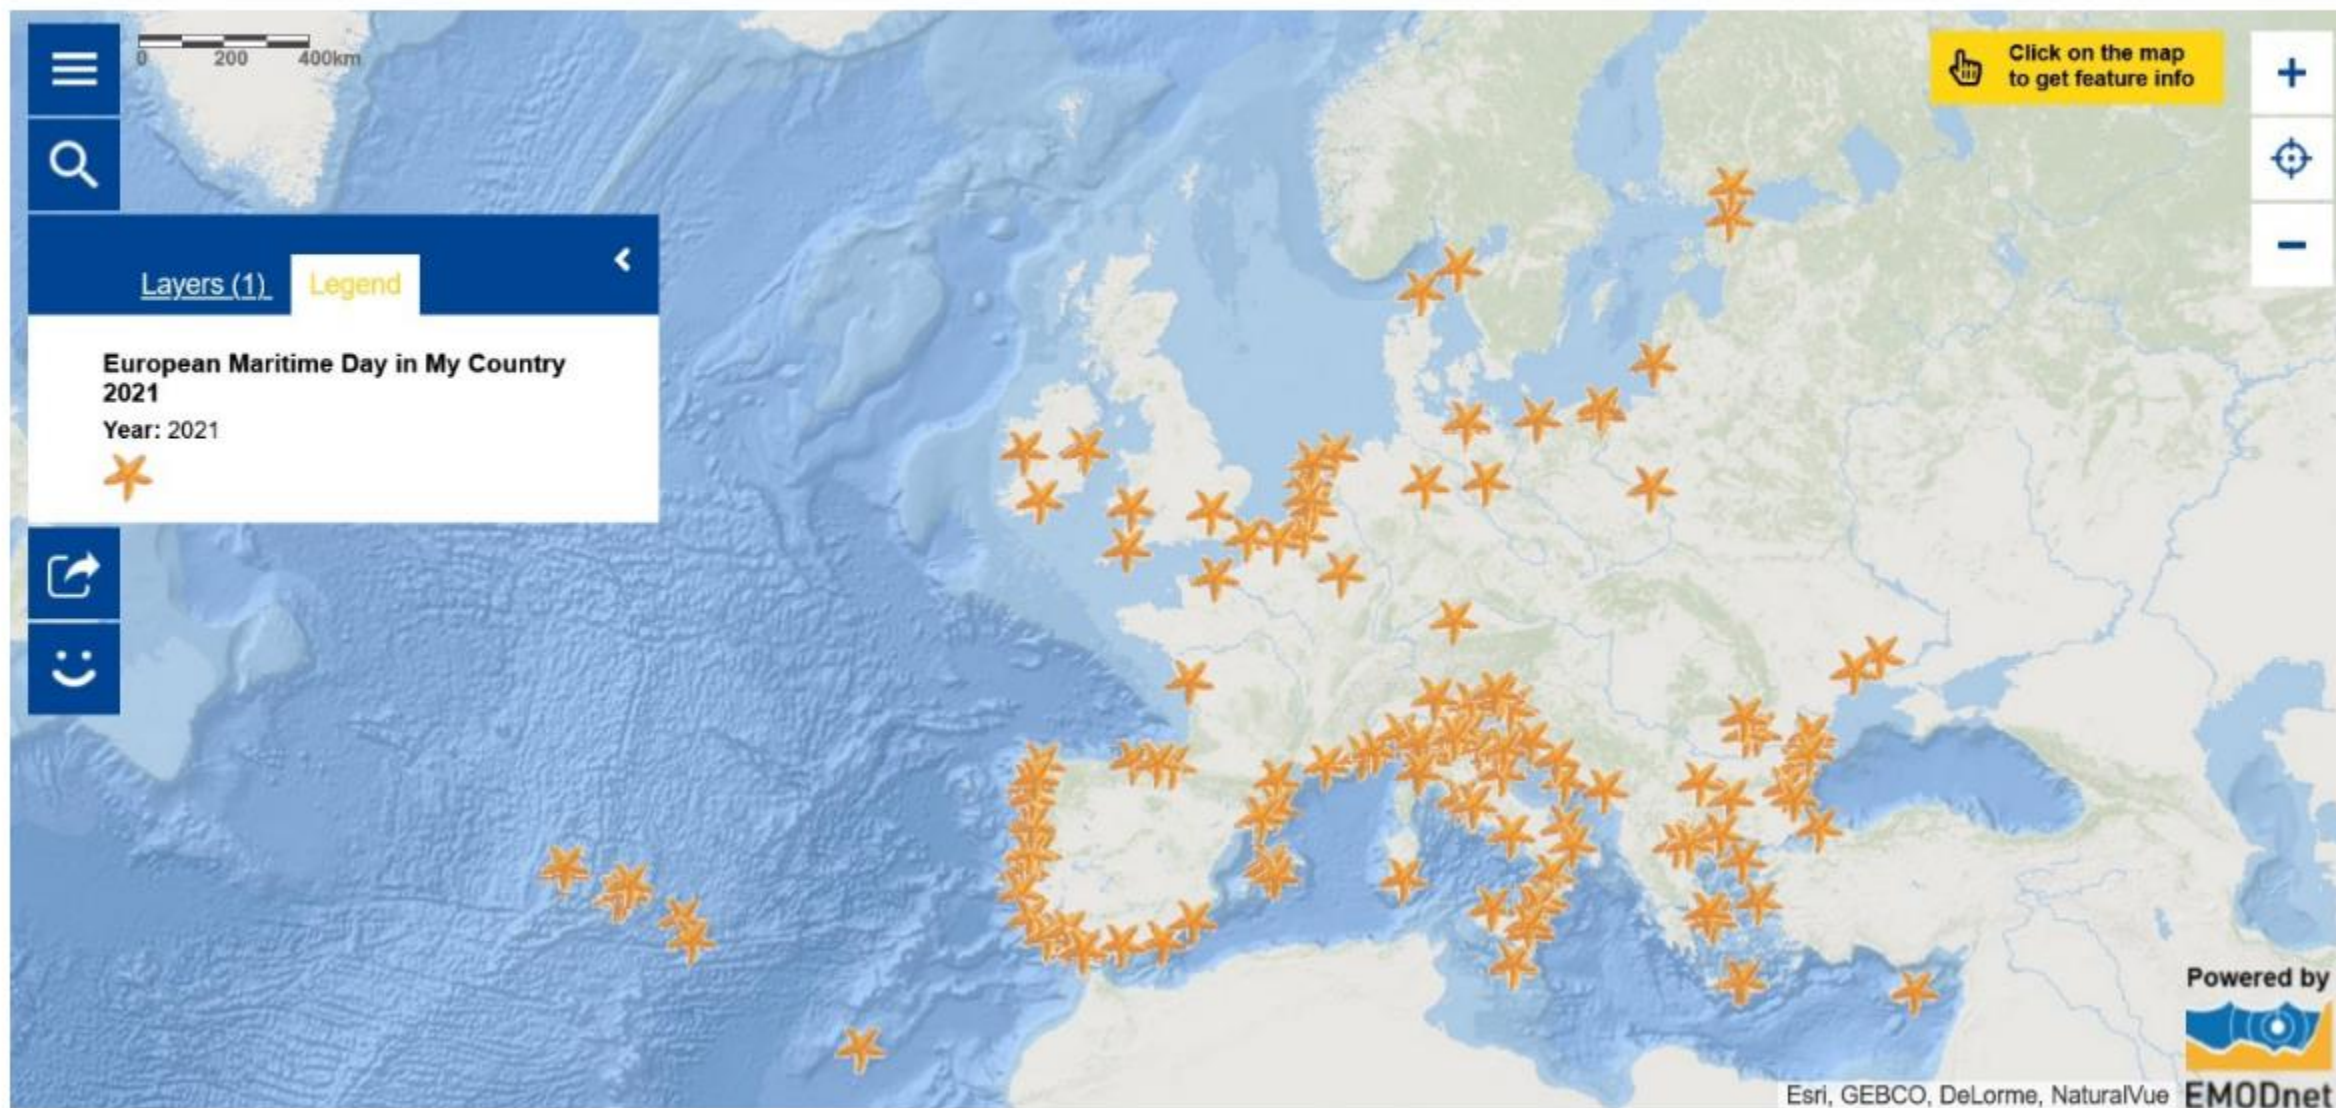 0 200 400km
Click on the map
to get feature info
Layers (1)
Legend
European Maritime Day in My Country
2021
Year: 2021
Powered by
EMODnet
Esri, GEBCO, DeLorme, NaturalVue